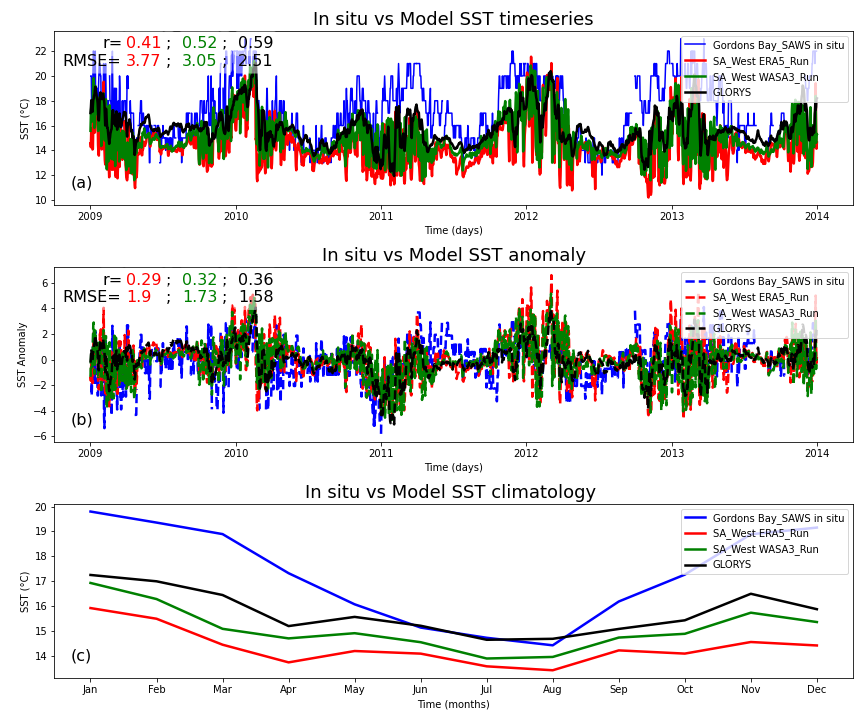 In situ vs Model SST timeseries
r= 0.41 ; 0.52 ; 0.59
RMSE= 3.77 ; 3.05 ; 2.51
Gordons Bay_SAWS in situ
SA_West ERA5_Run
SA_West WASA3_Run
GLORYS
SST (°C)
22
20
18
16
14
12
10
(a)
2009 2010 2011 2012 2013 2014
Time (days)
In situ vs Model SST anomaly
r= 0.29 ; 0.32 ; 0.36
RMSE= 1.9 ; 1.73 ; 1.58
Gordons Bay_SAWS in situ
SA_West ERA5_Run
SA_West WASA3_Run
GLORYS
SST Anomaly
6
4
2
0
−2
−4
−6
(b)
2009 2010 2011 2012 2013 2014
Time (days)
In situ vs Model SST climatology
Gordons Bay_SAWS in situ
SA_West ERA5_Run
SA_West WASA3_Run
GLORYS
SST (°C)
20
19
18
17
16
15
14
(c)
Jan Feb Mar Apr May Jun Jul Aug Sep Oct Nov Dec
Time (months)